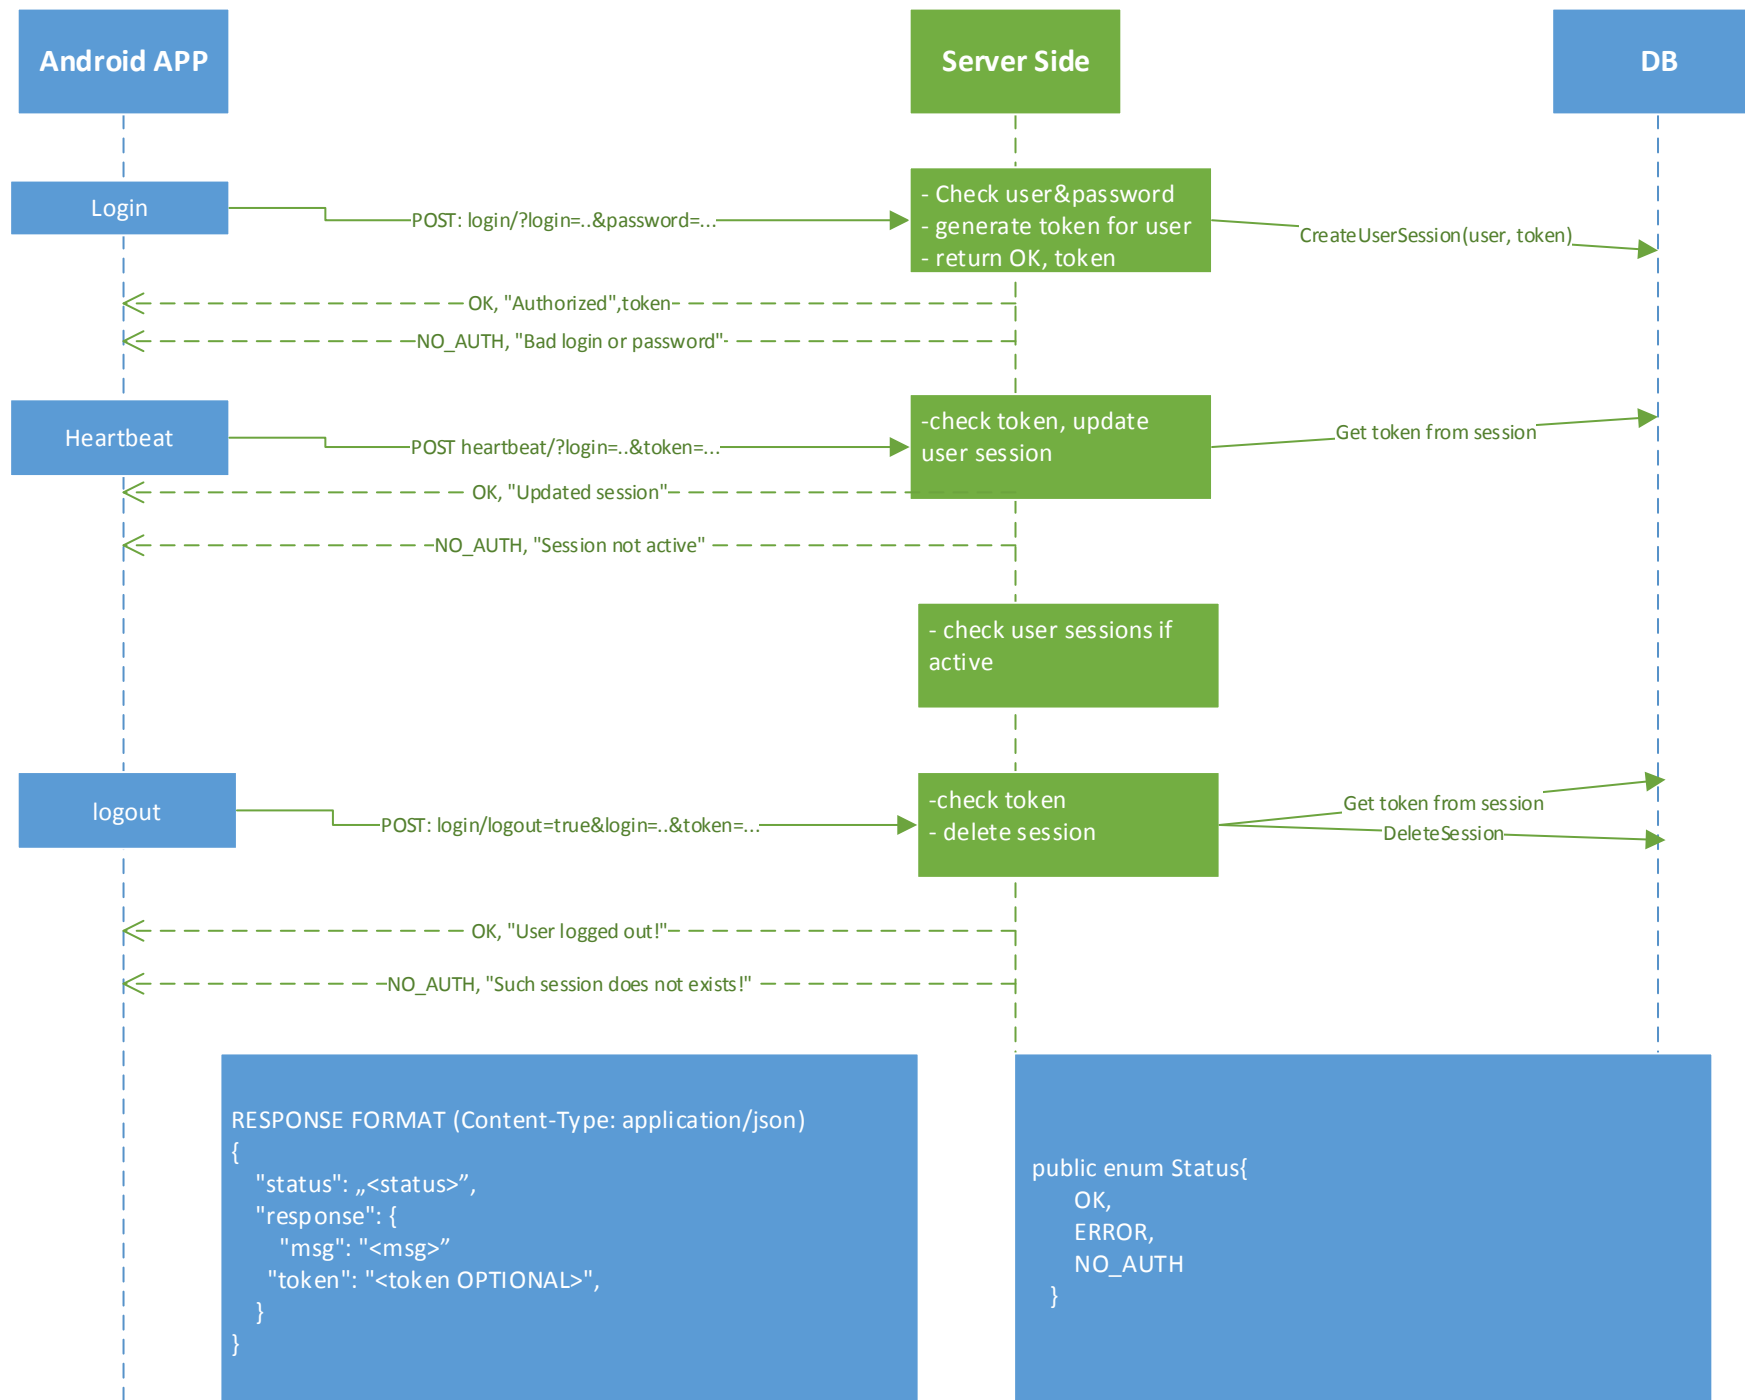 Android APP
Server Side
DB
Login
POST: login/?login=..&password=...
- Check user&password
- generate token for user
- return OK, token
CreateUserSession(user, token)
OK, "Authorized",token
NO_AUTH, "Bad login or password"
Heartbeat
POST heartbeat/?login=..&token=...
-check token, update
user session
Get token from session
OK, "Updated session"
NO_AUTH, "Session not active"
- check user sessions if
active
logout
POST: login/logout=true&login=..&token=...
-check token
- delete session
Get token from session
DeleteSession
OK, "User logged out!"
NO_AUTH, "Such session does not exists!"
RESPONSE FORMAT (Content-Type: application/json)
{
"status": „<status>”,
"response": {
"msg": "<msg>”
"token": "<token OPTIONAL>",
}
}
public enum Status{
OK,
ERROR,
NO_AUTH
}